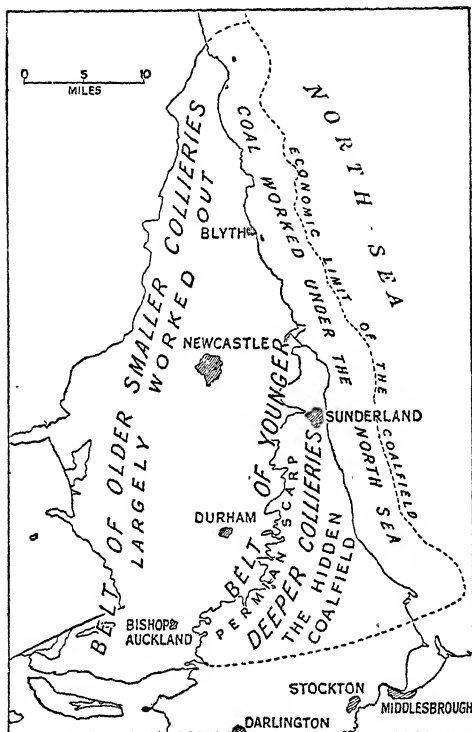 0 5 10
MILES
NORTH SEA
COAL WORKED UNDER THE NORTH SEA
ECONOMIC LIMIT OF THE COALFIELD
BELT OF OLDER SMALLER COLLIERIES
LARGELY WORKED OUT
BLYTH
NEWCASTLE
SUNDERLAND
BELT OF YOUNGER
DEEPER COLLIERIES
PERMIAN SCARP
THE HIDDEN
COALFIELD
DURHAM
BISHOP
AUCKLAND
STOCKTON
MIDDLESBROUGH
DARLINGTON